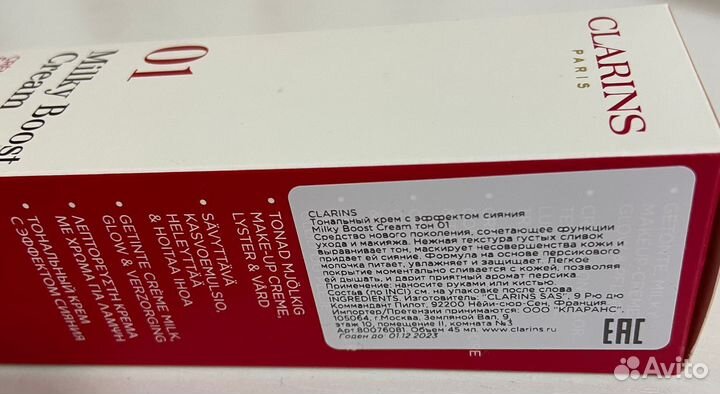 CLARINS
PARIS
01
Milky Boost
Cream
• TONAD MJÖLKIG
MAKE-UP CREME,
LYSTER & VÅRD
• SÄVYTTÄVÄ
KASVOEMULSIO,
HELEYTTÄÄ
& HOITAA IHOA
• GETINTE CRÈME MILK,
GLOW & VERZORGING
• ΛΕΠΤΟΡΕΥΣΤΗ ΚΡΕΜΑ
ΜΕ ΧΡΩΜΑ ΓΙΑ ΛΑΜΨΗ
• ТОНАЛЬНЫЙ КРЕМ
С ЭФФЕКТОМ СИЯНИЯ
CLARINS
Тональный крем с эффектом сияния
Milky Boost Cream тон 01
Средство нового поколения, сочетающее функции
ухода и макияжа. Нежная текстура густых сливок
выравнивает тон, маскирует несовершенства кожи и
придает ей сияние. Формула на основе персикового
молочка питает, увлажняет и защищает. Легкое
покрытие моментально сливается с кожей, позволяя
ей дышать, и дарит приятный аромат персика.
Применение: наносите руками или кистью.
Состав (по INCI) см. на упаковке после слова
INGREDIENTS. Изготовитель: "CLARINS SAS", 9 Рю дю
Коммандант Пилот, 92200 Нёйи-сюр-Сен, Франция.
Импортер/Претензии принимаются: ООО "КЛАРАНС",
105064, г.Москва, Земляной Вал, 9,
этаж 10, помещение II, комната №3
Арт.80076081. Объем 45 мл. www.clarins.ru
Годен до 01.12.2023
EAC
Avito